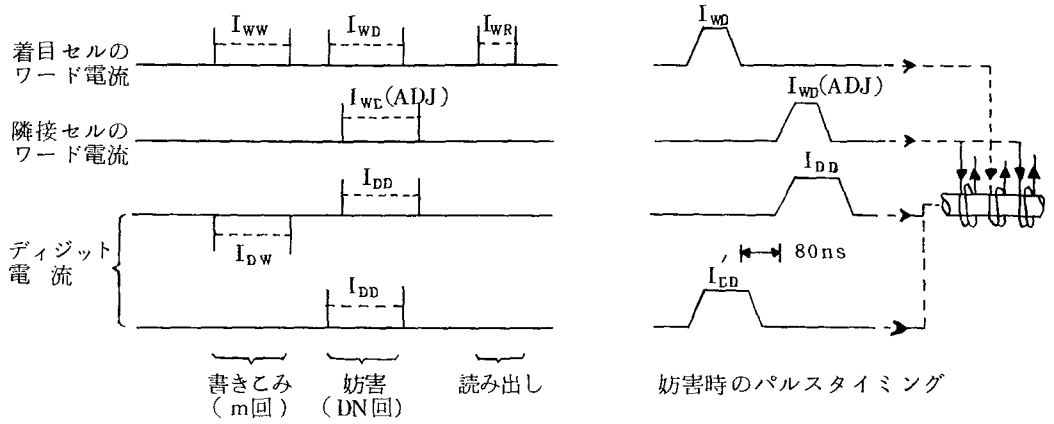 I_WW
I_WD
I_WR
着目セルの
ワード電流
I_WD(ADJ)
隣接セルの
ワード電流
I_DD
I_DW
ディジット
電流
I_DD
書きこみ
(m回)
妨害
(DN回)
読み出し
I_WD
I_WD(ADJ)
I_DD
80ns
I_DD′
妨害時のパルスタイミング